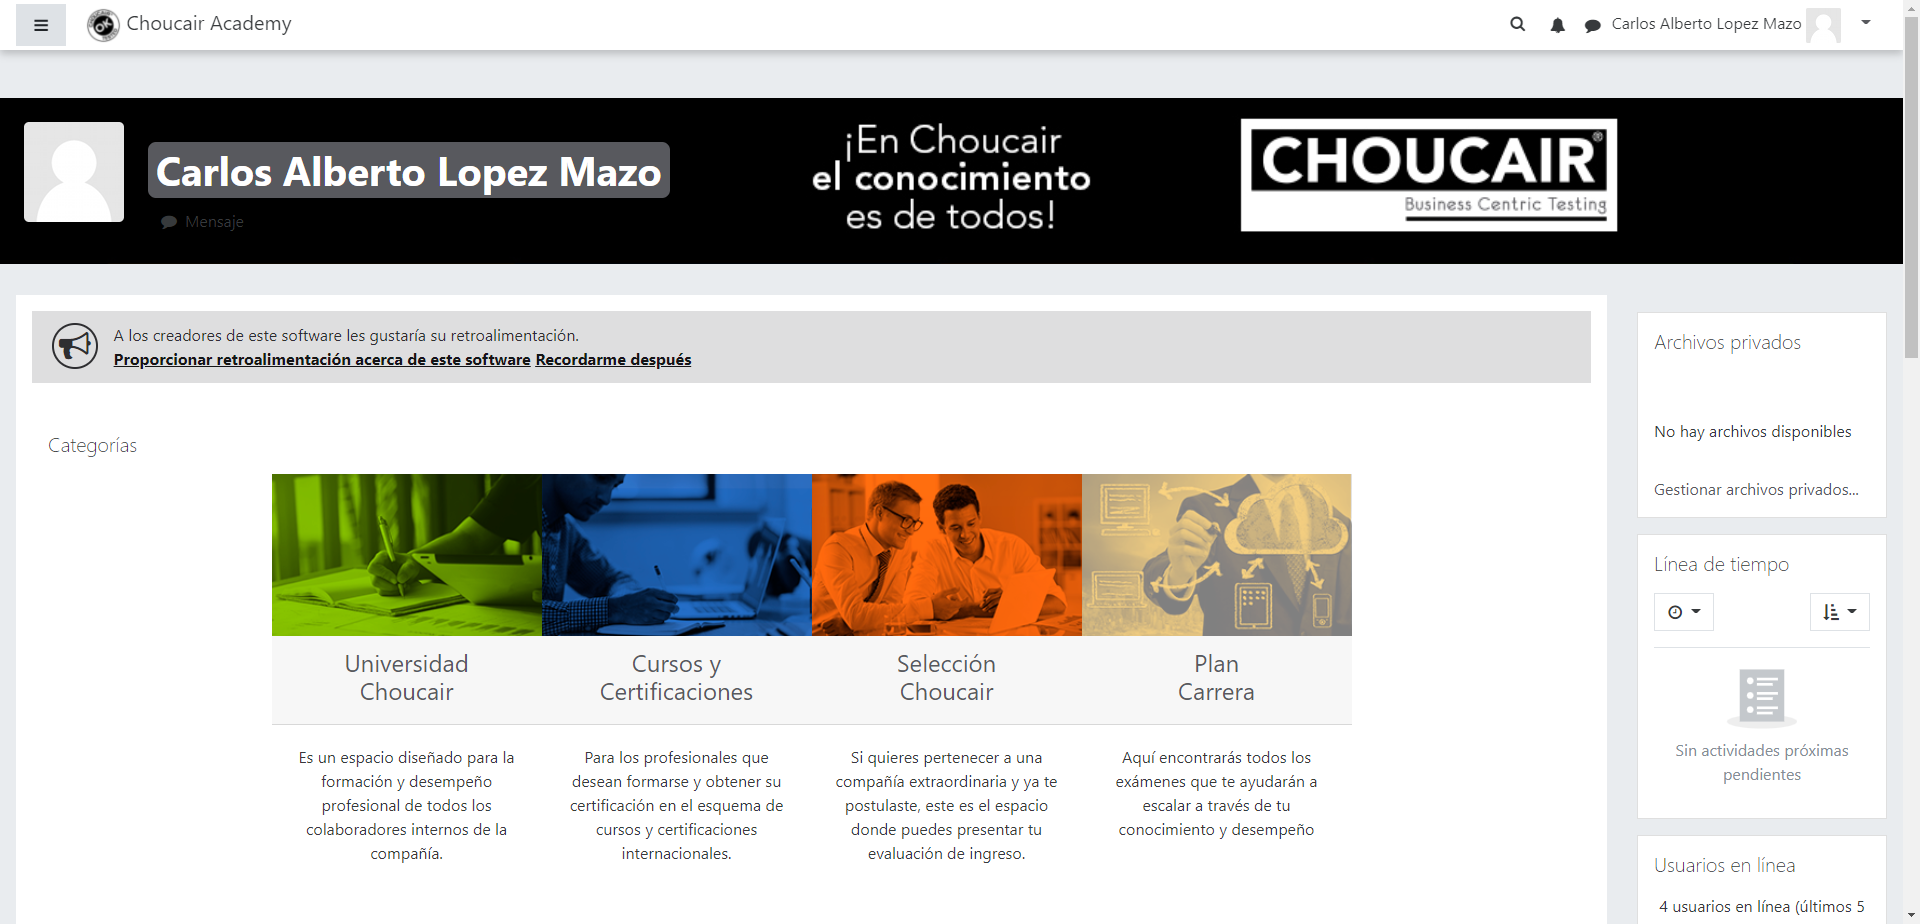 Choucair Academy
Carlos Alberto Lopez Mazo
Carlos Alberto Lopez Mazo
Mensaje
¡En Choucair
el conocimiento
es de todos!
CHOUCAIR®
Business Centric Testing
A los creadores de este software les gustaría su retroalimentación.
Proporcionar retroalimentación acerca de este software Recordarme después
Categorías
Universidad
Choucair
Es un espacio diseñado para la
formación y desempeño
profesional de todos los
colaboradores internos de la
compañía.
Cursos y
Certificaciones
Para los profesionales que
desean formarse y obtener su
certificación en el esquema de
cursos y certificaciones
internacionales.
Selección
Choucair
Si quieres pertenecer a una
compañía extraordinaria y ya te
postulaste, este es el espacio
donde puedes presentar tu
evaluación de ingreso.
Plan
Carrera
Aquí encontrarás todos los
exámenes que te ayudarán a
escalar a través de tu
conocimiento y desempeño
Archivos privados
No hay archivos disponibles
Gestionar archivos privados...
Línea de tiempo
Sin actividades próximas
pendientes
Usuarios en línea
4 usuarios en línea (últimos 5